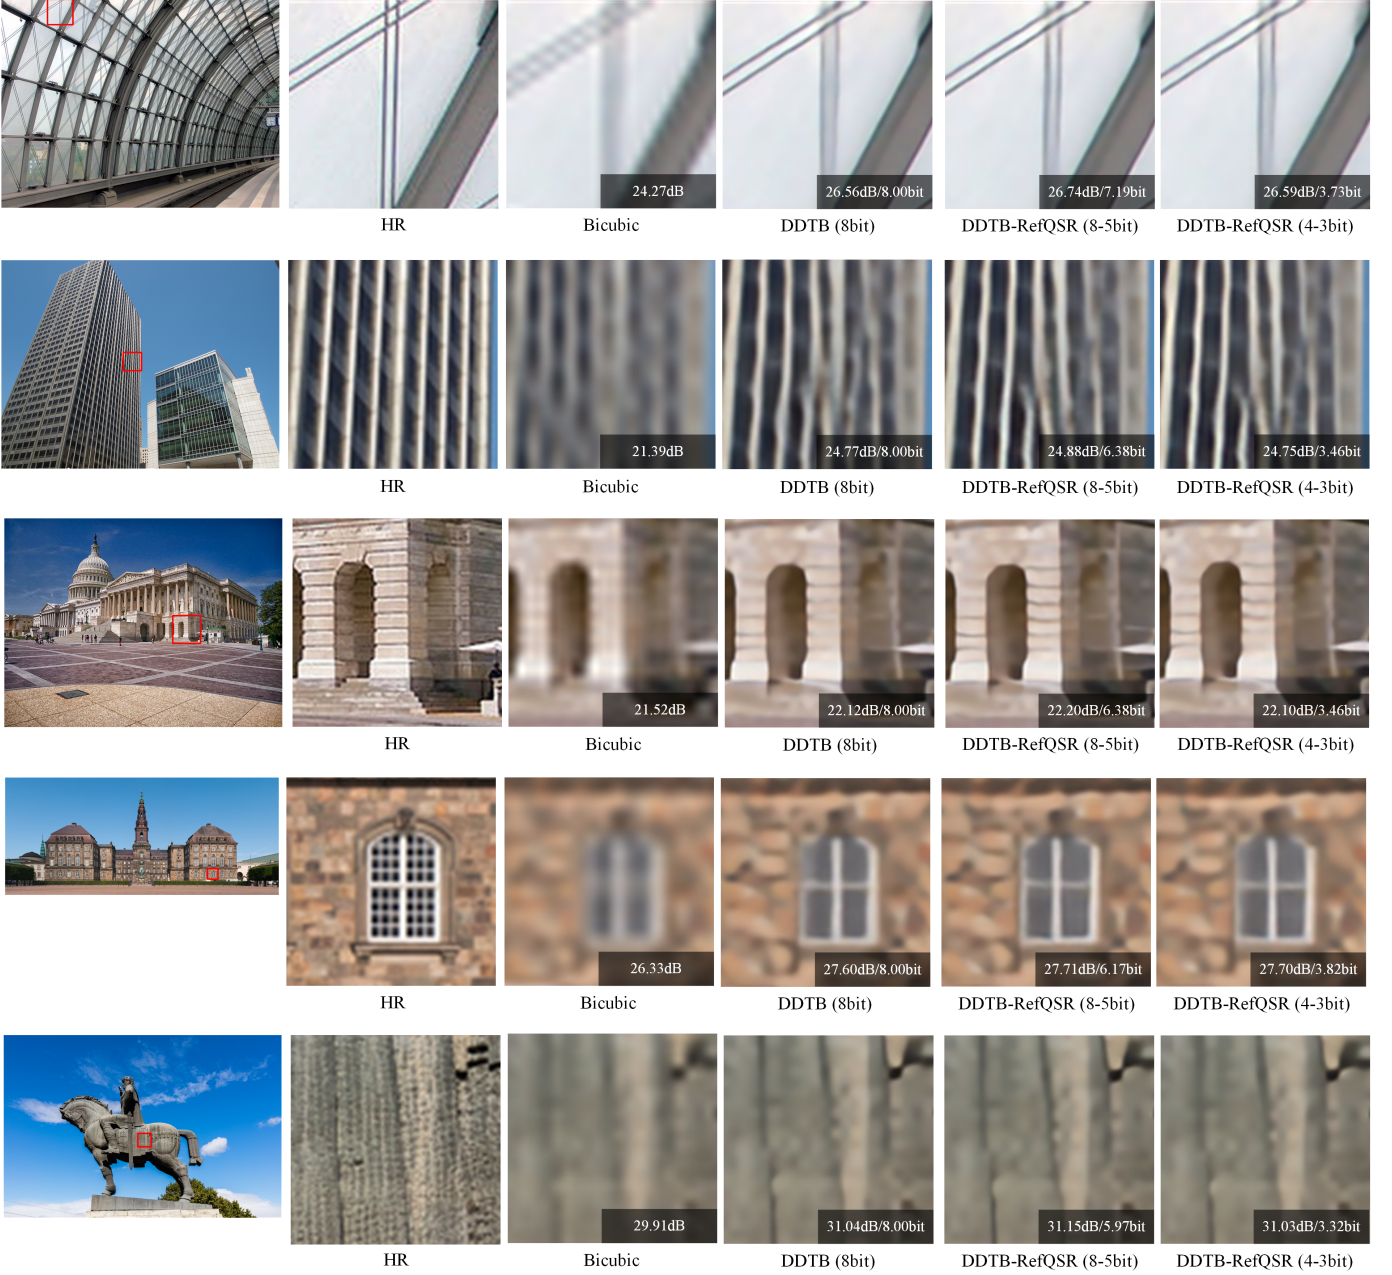 24.27dB
26.56dB/8.00bit
26.74dB/7.19bit
26.59dB/3.73bit
HR
Bicubic
DDTB (8bit)
DDTB-RefQSR (8-5bit)
DDTB-RefQSR (4-3bit)
21.39dB
24.77dB/8.00bit
24.88dB/6.38bit
24.75dB/3.46bit
HR
Bicubic
DDTB (8bit)
DDTB-RefQSR (8-5bit)
DDTB-RefQSR (4-3bit)
21.52dB
22.12dB/8.00bit
22.20dB/6.38bit
22.10dB/3.46bit
HR
Bicubic
DDTB (8bit)
DDTB-RefQSR (8-5bit)
DDTB-RefQSR (4-3bit)
26.33dB
27.60dB/8.00bit
27.71dB/6.17bit
27.70dB/3.82bit
HR
Bicubic
DDTB (8bit)
DDTB-RefQSR (8-5bit)
DDTB-RefQSR (4-3bit)
29.91dB
31.04dB/8.00bit
31.15dB/5.97bit
31.03dB/3.32bit
HR
Bicubic
DDTB (8bit)
DDTB-RefQSR (8-5bit)
DDTB-RefQSR (4-3bit)